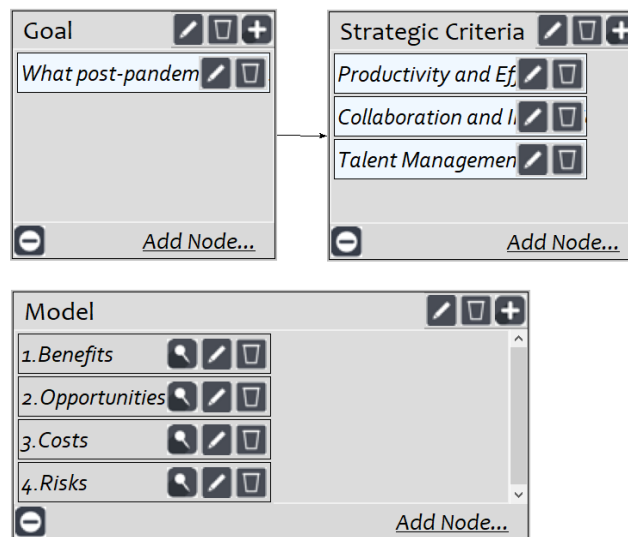 Goal
What post-pandem
Add Node...
Strategic Criteria
Productivity and Ef
Collaboration and I
Talent Managemen
Add Node...
Model
1.Benefits
2.Opportunities
3.Costs
4.Risks
Add Node...